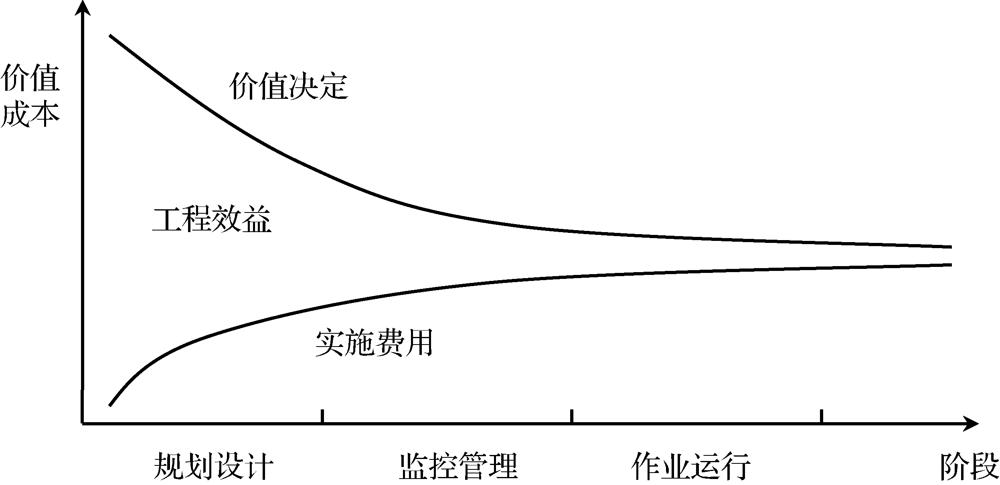 价值
成本
价值决定
工程效益
实施费用
规划设计
监控管理
作业运行
阶段